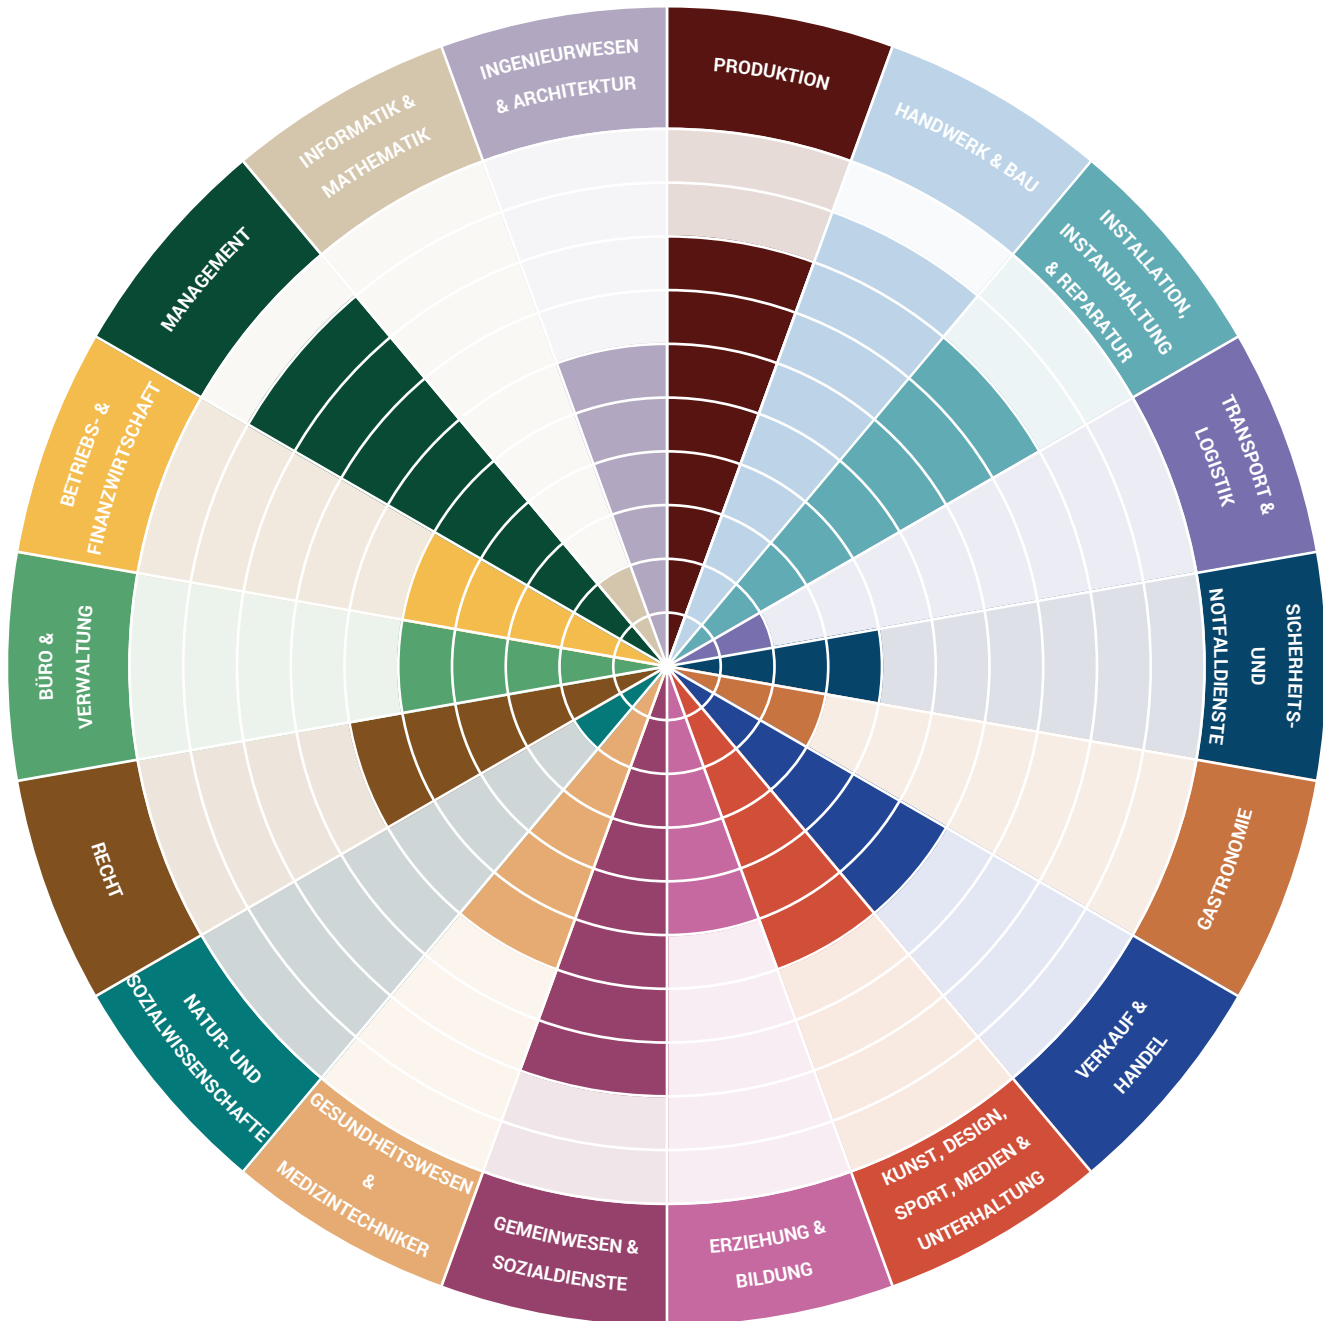 PRODUKTION
HANDWERK & BAU
INSTALLATION,
INSTANDHALTUNG
& REPARATUR
TRANSPORT &
LOGISTIK
SICHERHEITS-
UND
NOTFALLDIENSTE
GASTRONOMIE
VERKAUF &
HANDEL
KUNST, DESIGN,
SPORT, MEDIEN &
UNTERHALTUNG
ERZIEHUNG &
BILDUNG
GEMEINWESEN &
SOZIALDIENSTE
GESUNDHEITSWESEN
&
MEDIZINTECHNIKER
NATUR- UND
SOZIALWISSENSCHAFTE
RECHT
BÜRO &
VERWALTUNG
BETRIEBS- &
FINANZWIRTSCHAFT
MANAGEMENT
INFORMATIK &
MATHEMATIK
INGENIEURWESEN
& ARCHITEKTUR